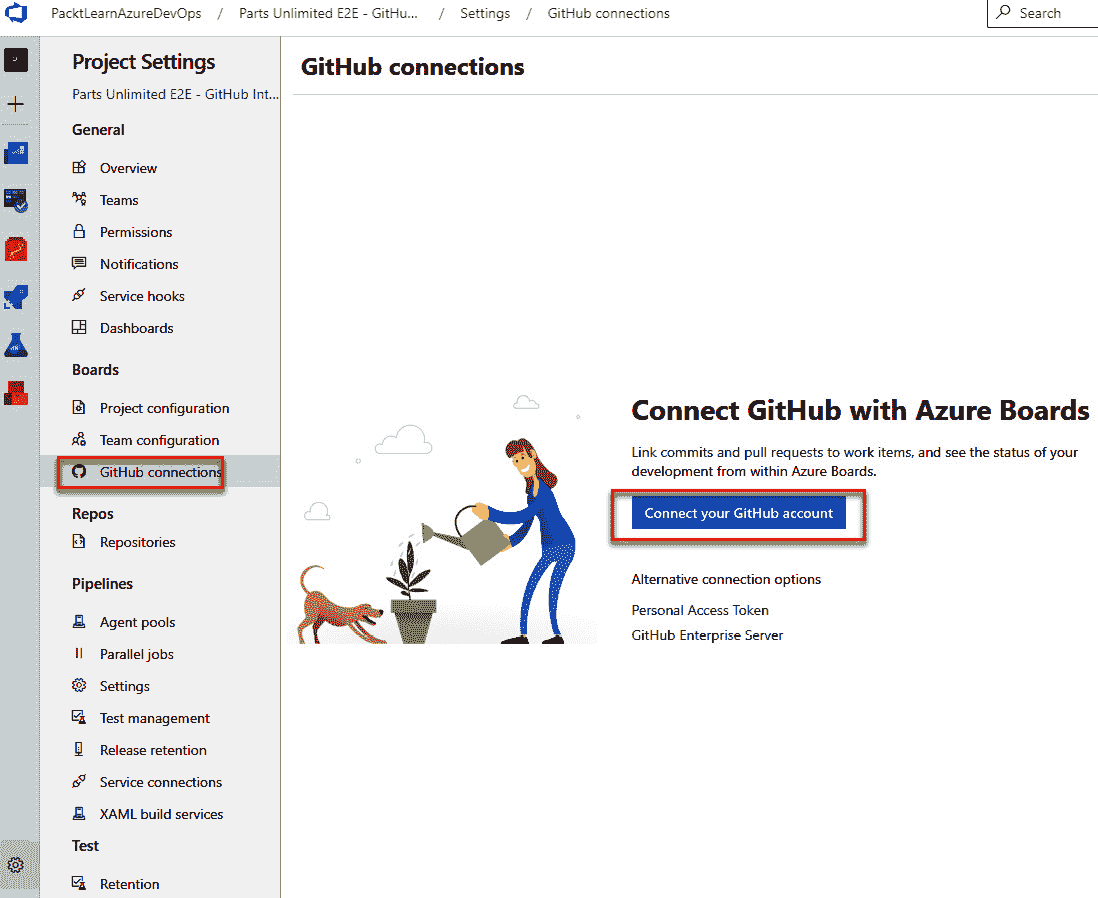 PacktLearnAzureDevOps / Parts Unlimited E2E - GitHu... / Settings / GitHub connections
Search
Project Settings
Parts Unlimited E2E - GitHub Int...
General
Overview
Teams
Permissions
Notifications
Service hooks
Dashboards
Boards
Project configuration
Team configuration
GitHub connections
Repos
Repositories
Pipelines
Agent pools
Parallel jobs
Settings
Test management
Release retention
Service connections
XAML build services
Test
Retention
GitHub connections
Connect GitHub with Azure Boards
Link commits and pull requests to work items, and see the status of your
development from within Azure Boards.
Connect your GitHub account
Alternative connection options
Personal Access Token
GitHub Enterprise Server